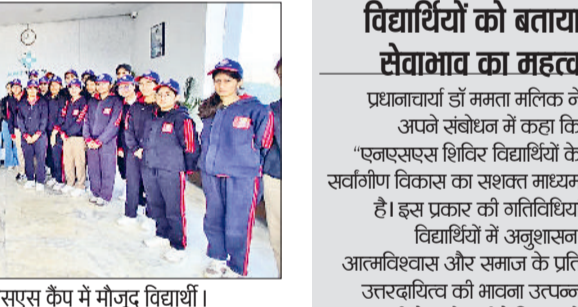 सएस कैंप में मौजूद विद्यार्थी।
विद्यार्थियों को बताया
सेवाभाव का महत्व
प्रधानाचार्या डॉ ममता मलिक ने
अपने संबोधन में कहा कि
“एनएसएस शिविर विद्यार्थियों के
सर्वांगीण विकास का सशक्त माध्यम
है। इस प्रकार की गतिविधिया
विद्यार्थियों में अनुशासन
आत्मविश्वास और समाज के प्रति
उत्तरदायित्व की भावना उत्पन्न